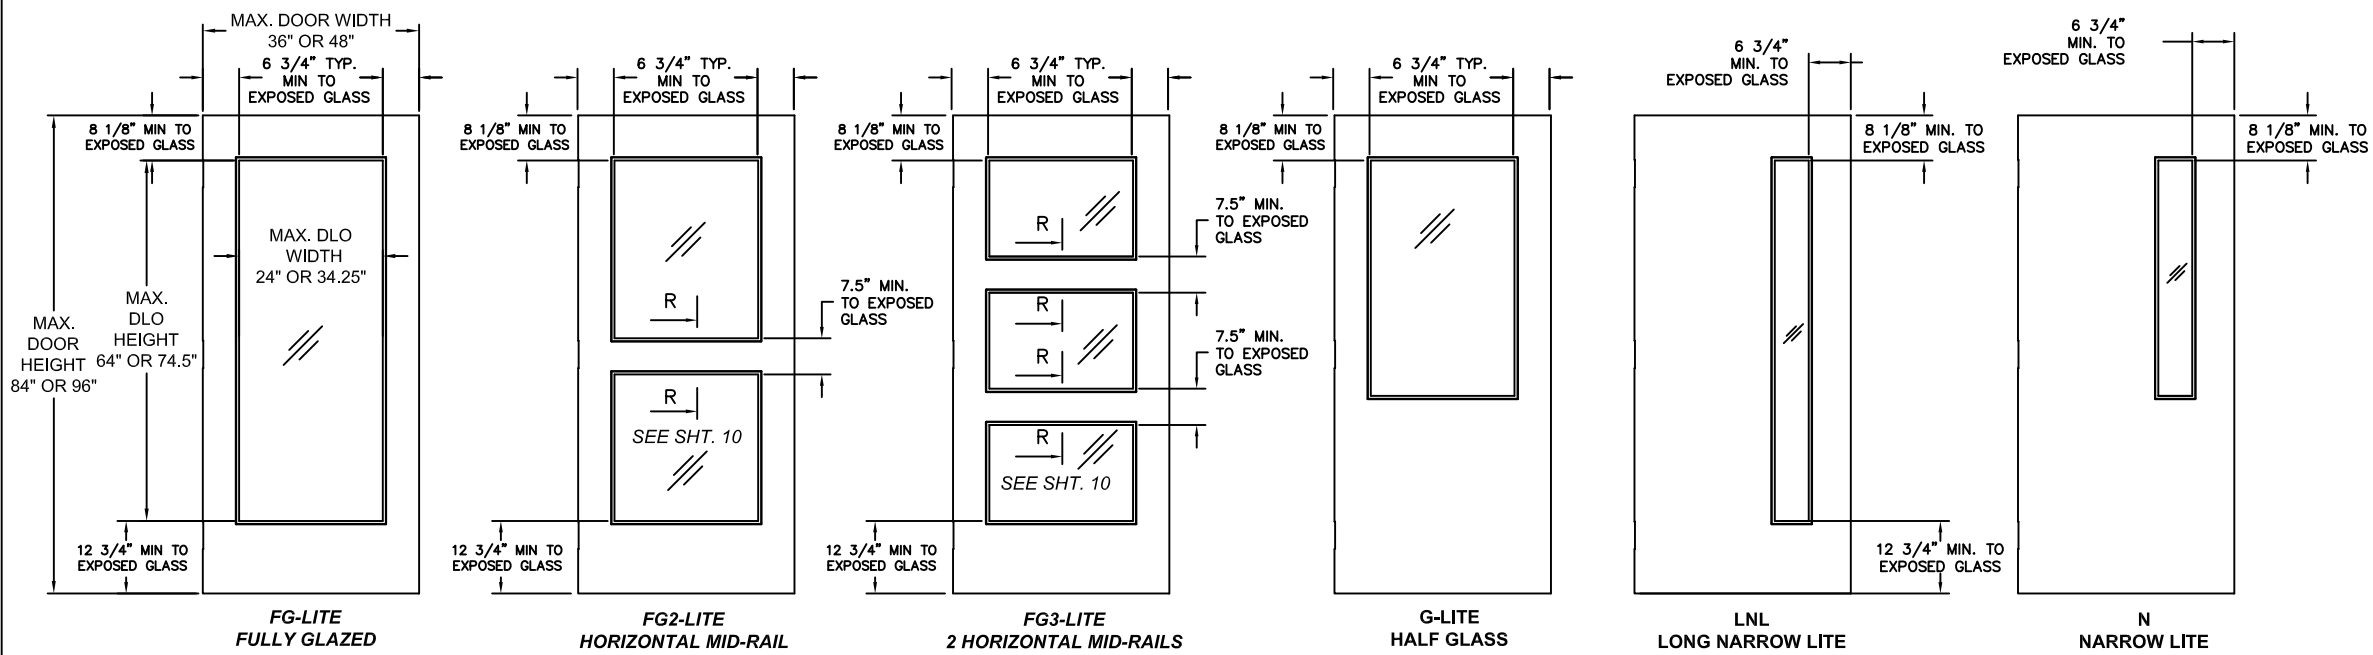 MAX. DOOR WIDTH
36" OR 48"
6 3/4" TYP.
MIN TO
EXPOSED GLASS
8 1/8" MIN TO
EXPOSED GLASS
MAX. DLO
WIDTH
24" OR 34.25"
MAX.
DLO
HEIGHT
64" OR 74.5"
MAX.
DOOR
HEIGHT
84" OR 96"
12 3/4" MIN TO
EXPOSED GLASS
FG-LITE
FULLY GLAZED
6 3/4" TYP.
MIN TO
EXPOSED GLASS
8 1/8" MIN TO
EXPOSED GLASS
R
7.5" MIN.
TO EXPOSED
GLASS
R
SEE SHT. 10
12 3/4" MIN TO
EXPOSED GLASS
FG2-LITE
HORIZONTAL MID-RAIL
6 3/4" TYP.
MIN TO
EXPOSED GLASS
8 1/8" MIN TO
EXPOSED GLASS
R
7.5" MIN.
TO EXPOSED
GLASS
R
R
7.5" MIN.
TO EXPOSED
GLASS
R
SEE SHT. 10
12 3/4" MIN TO
EXPOSED GLASS
FG3-LITE
2 HORIZONTAL MID-RAILS
6 3/4" TYP.
MIN TO
EXPOSED GLASS
8 1/8" MIN TO
EXPOSED GLASS
G-LITE
HALF GLASS
6 3/4"
MIN. TO
EXPOSED GLASS
8 1/8" MIN. TO
EXPOSED GLASS
12 3/4" MIN. TO
EXPOSED GLASS
LNL
LONG NARROW LITE
6 3/4"
MIN. TO
EXPOSED GLASS
8 1/8" MIN. TO
EXPOSED GLASS
N
NARROW LITE